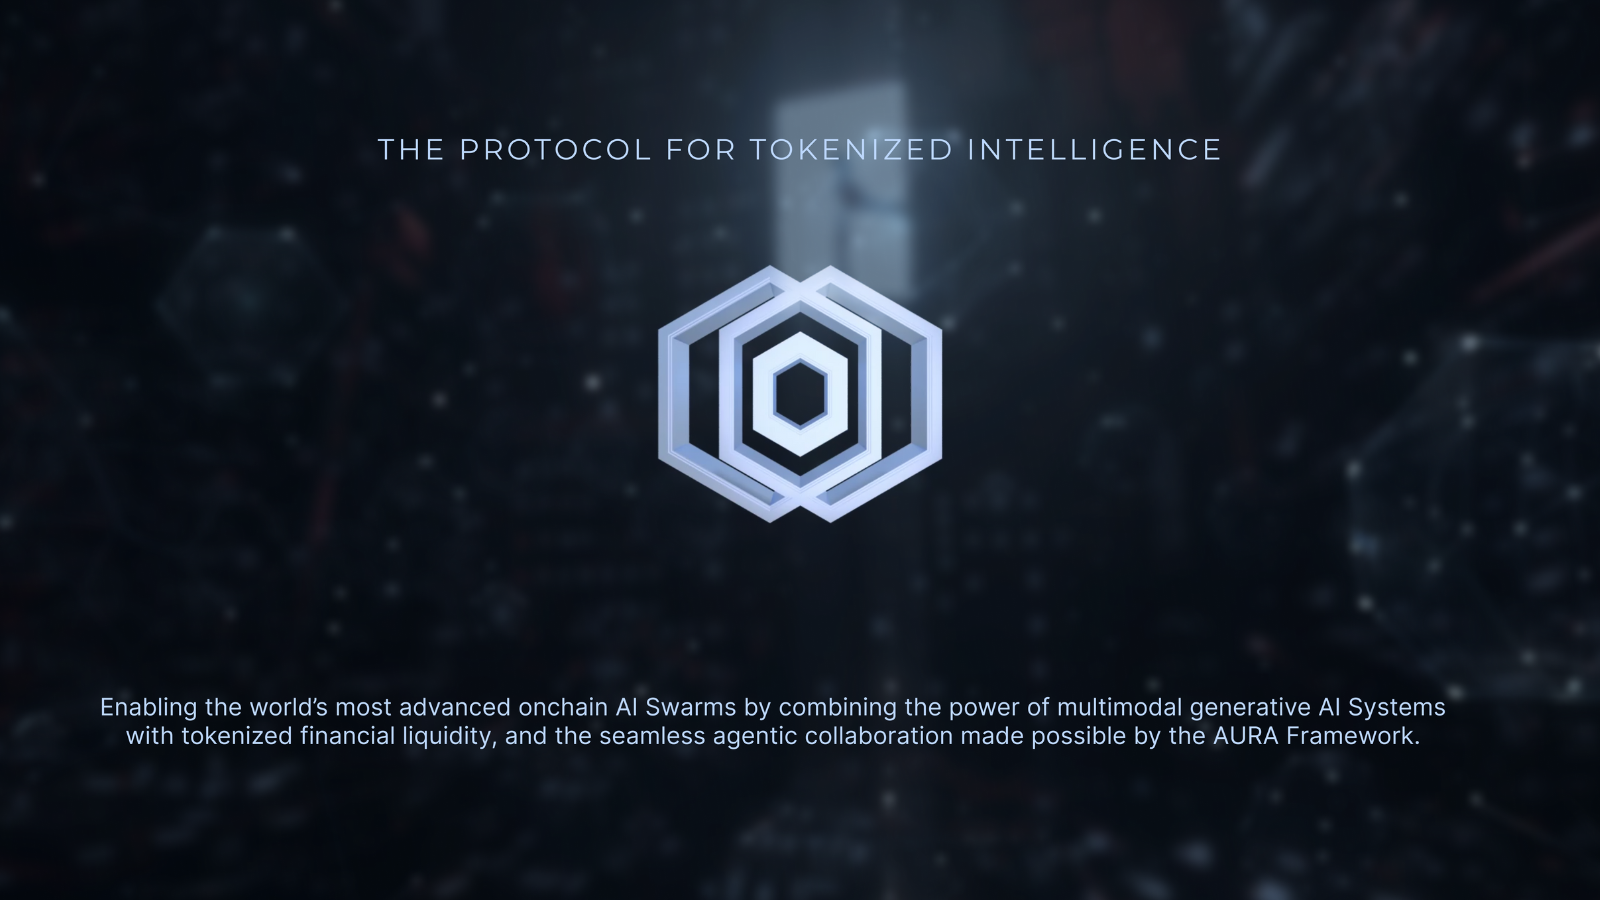 THE PROTOCOL FOR TOKENIZED INTELLIGENCE
Enabling the world’s most advanced onchain AI Swarms by combining the power of multimodal generative AI Systems
with tokenized financial liquidity, and the seamless agentic collaboration made possible by the AURA Framework.